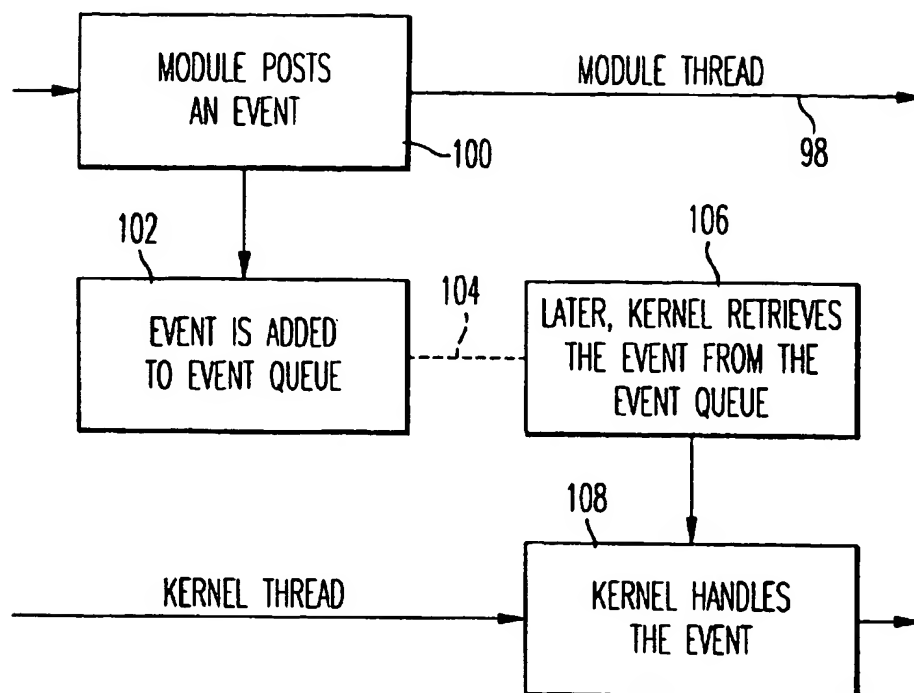 MODULE POSTS
AN EVENT
100
MODULE THREAD
98
102
EVENT IS ADDED
TO EVENT QUEUE
104
106
LATER, KERNEL RETRIEVES
THE EVENT FROM THE
EVENT QUEUE
KERNEL THREAD
108
KERNEL HANDLES
THE EVENT